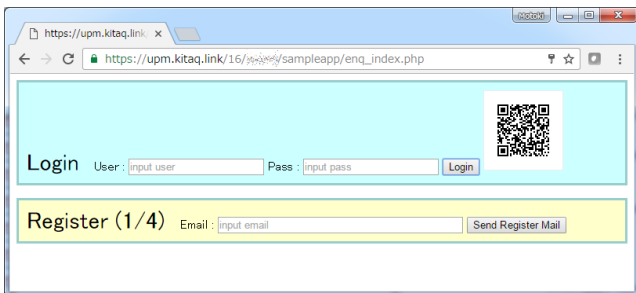 Motoki
https://upm.kitaq.link
https://upm.kitaq.link/16/ /sampleapp/enq_index.php
Login User : input user Pass : input pass Login
Register (1/4) Email : input email Send Register Mail